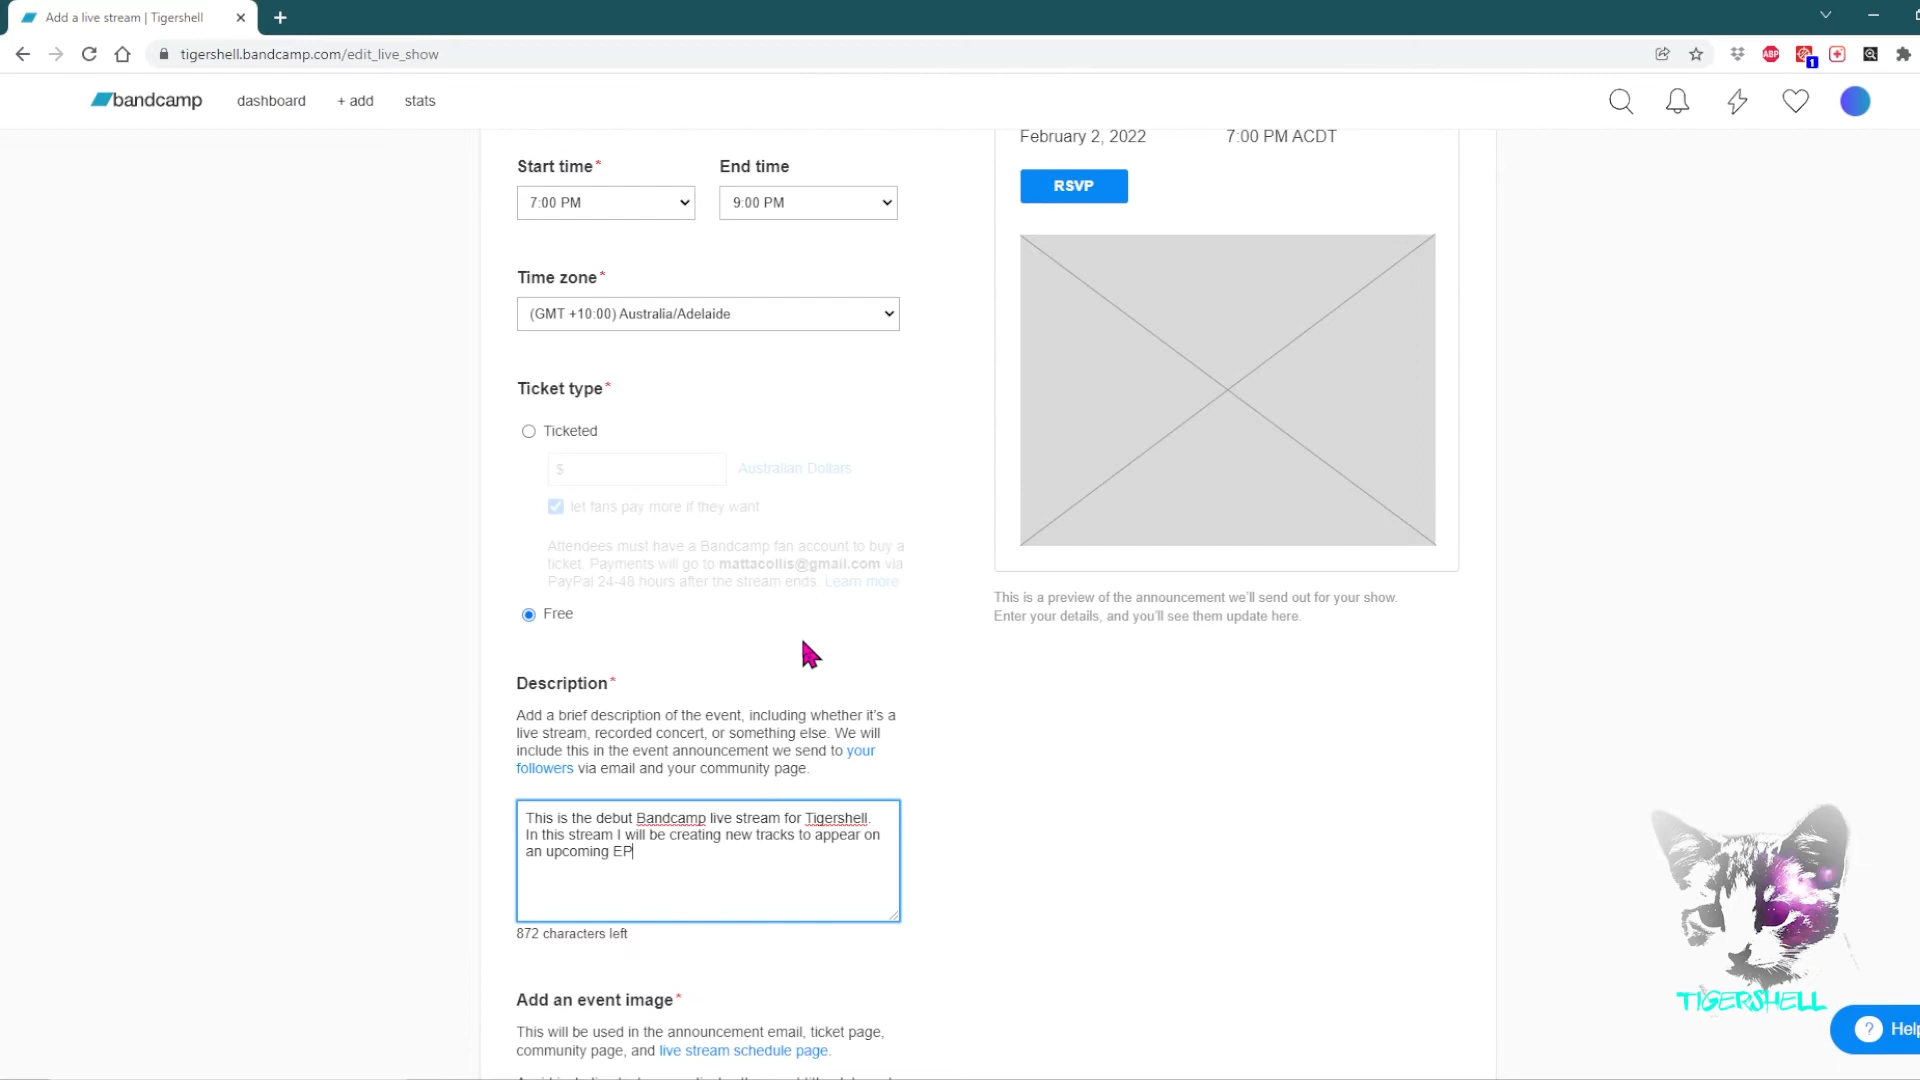 Add a live stream | Tigershell
tigershell.bandcamp.com/edit_live_show
ABP
1
bandcamp
dashboard
+ add
stats
February 2, 2022
7:00 PM ACDT
Start time*
End time
RSVP
7:00 PM
9:00 PM
Time zone*
(GMT +10:00) Australia/Adelaide
Ticket type*
Ticketed
$
Australian Dollars
let fans pay more if they want
Attendees must have a Bandcamp fan account to buy a
ticket. Payments will go to mattacollis@gmail.com via
PayPal 24-48 hours after the stream ends. Learn more
This is a preview of the announcement we'll send out for your show.
Enter your details, and you'll see them update here.
Free
Description*
Add a brief description of the event, including whether it's a
live stream, recorded concert, or something else. We will
include this in the event announcement we send to your
followers via email and your community page.
This is the debut Bandcamp live stream for Tigershell.
In this stream I will be creating new tracks to appear on
an upcoming EP
872 characters left
Add an event image*
This will be used in the announcement email, ticket page,
community page, and live stream schedule page.
TIGERSHELL
? Help